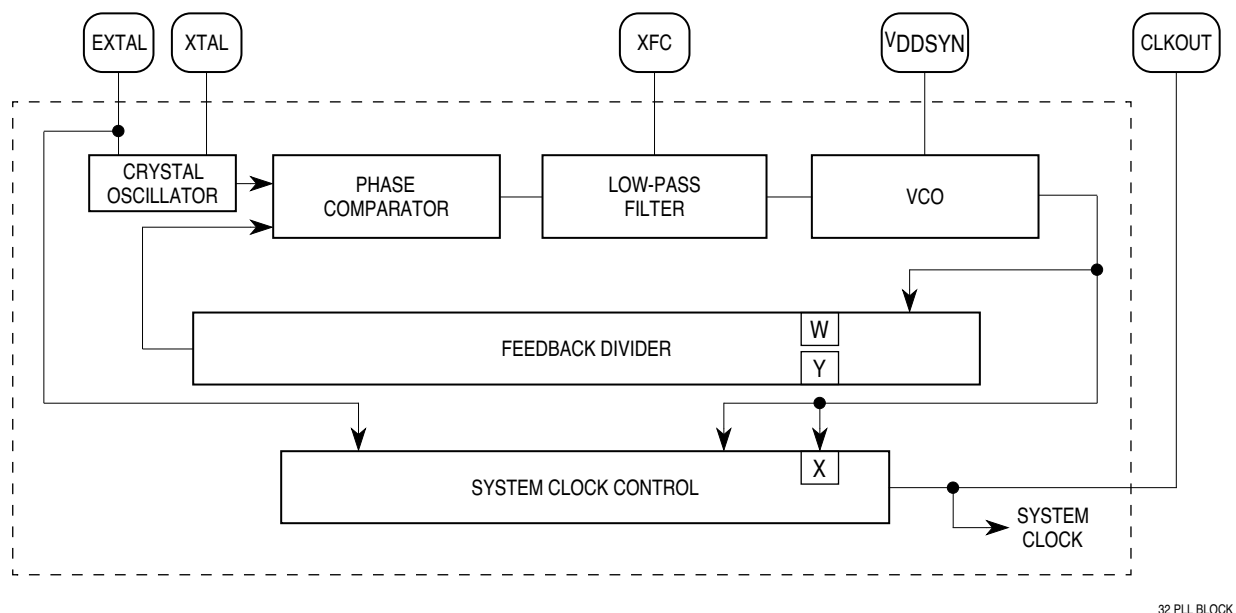 EXTAL
XTAL
XFC
VDDSYN
CLKOUT
CRYSTAL
OSCILLATOR
PHASE
COMPARATOR
LOW-PASS
FILTER
VCO
W
FEEDBACK DIVIDER
Y
X
SYSTEM CLOCK CONTROL
SYSTEM
CLOCK
32 PLL BLOCK